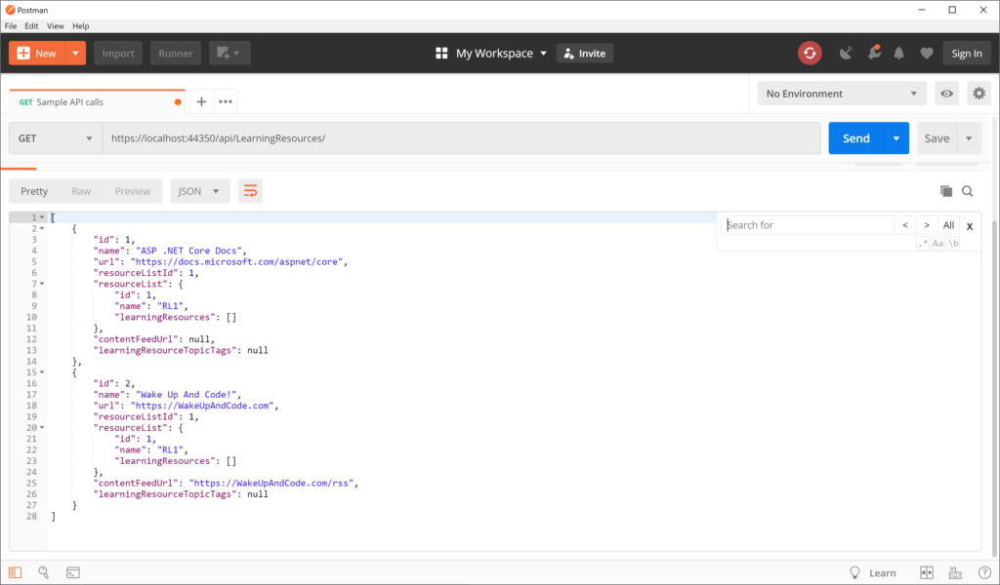 Postman
File Edit View Help
New Import Runner My Workspace Invite Sign In
GET Sample API calls No Environment
GET https://localhost:44350/api/LearningResources/ Send Save
Pretty Raw Preview JSON
Search for < > All x
.* Aa \b
1 [
2 {
3 "id": 1,
4 "name": "ASP .NET Core Docs",
5 "url": "https://docs.microsoft.com/aspnet/core",
6 "resourceListId": 1,
7 "resourceList": {
8 "id": 1,
9 "name": "RL1",
10 "learningResources": []
11 },
12 "contentFeedUrl": null,
13 "learningResourceTopicTags": null
14 },
15 {
16 "id": 2,
17 "name": "Wake Up And Code!",
18 "url": "https://WakeUpAndCode.com",
19 "resourceListId": 1,
20 "resourceList": {
21 "id": 1,
22 "name": "RL1",
23 "learningResources": []
24 },
25 "contentFeedUrl": "https://WakeUpAndCode.com/rss",
26 "learningResourceTopicTags": null
27 }
28 ]
Learn